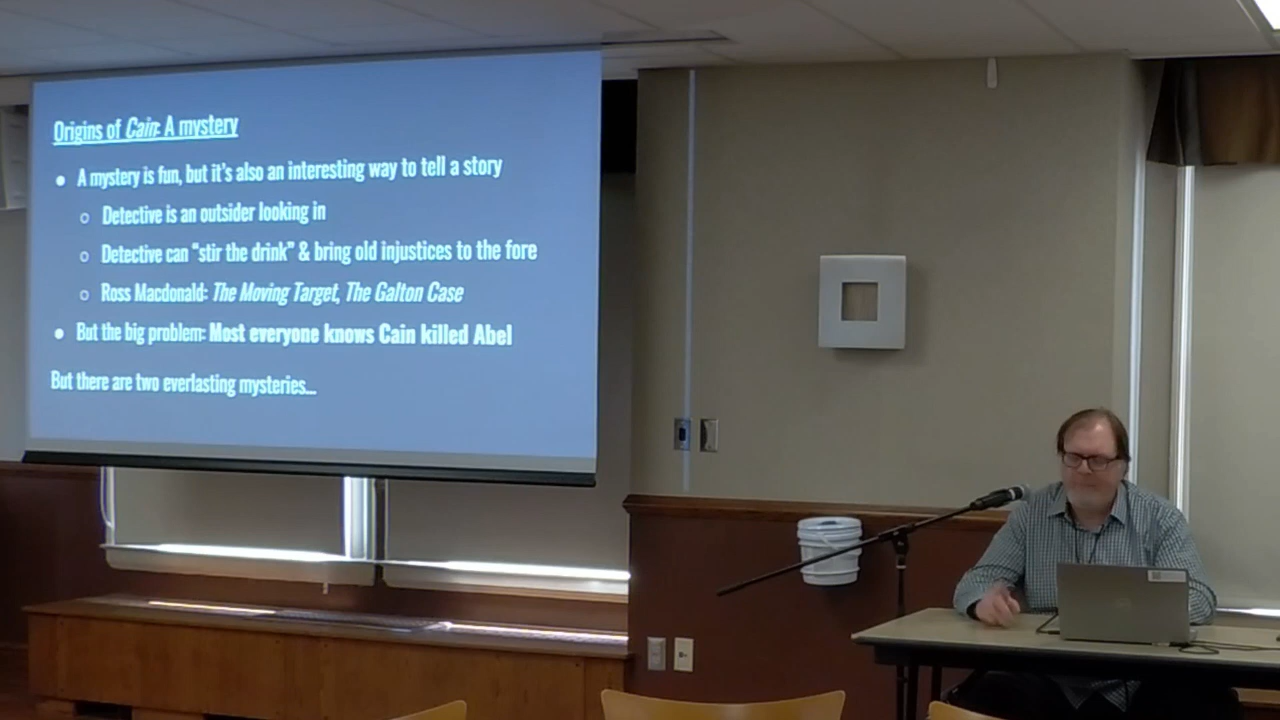 Origins of Cain: A mystery
● A mystery is fun, but it's also an interesting way to tell a story
○ Detective is an outsider looking in
○ Detective can “stir the drink” & bring old injustices to the fore
○ Ross Macdonald: The Moving Target, The Galton Case
● But the big problem: Most everyone knows Cain killed Abel
But there are two everlasting mysteries...